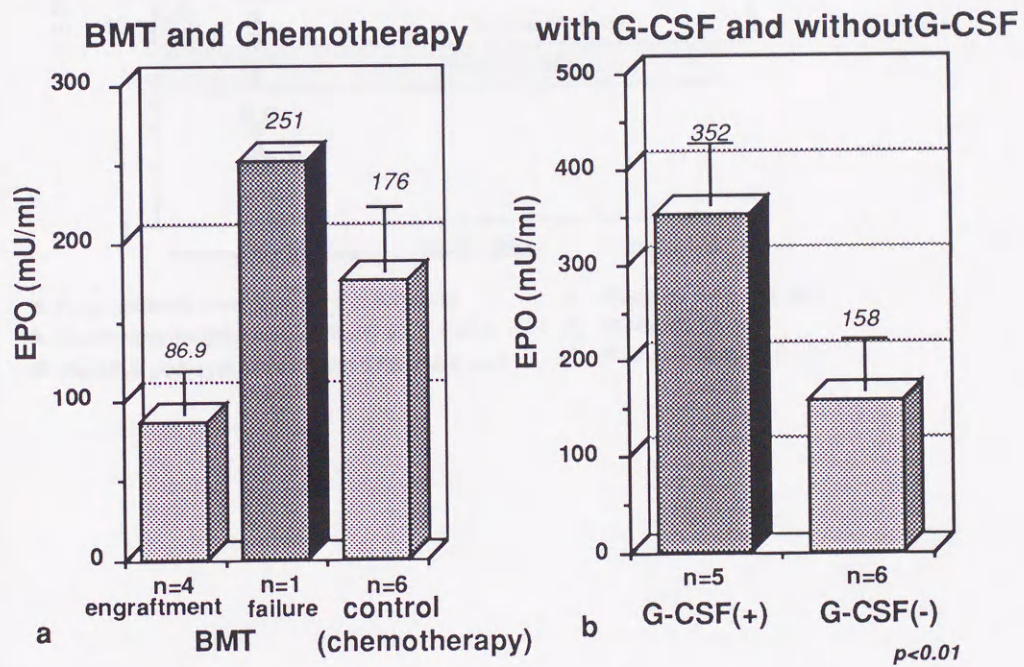 BMT and Chemotherapy
300
200
100
0
EPO (mU/ml)
86.9
251
176
n=4
n=1
n=6
engraftment
failure
control
BMT
(chemotherapy)
a
with G-CSF and withoutG-CSF
500
400
300
200
100
0
EPO (mU/ml)
352
158
n=5
n=6
G-CSF(+)
G-CSF(-)
b
p<0.01